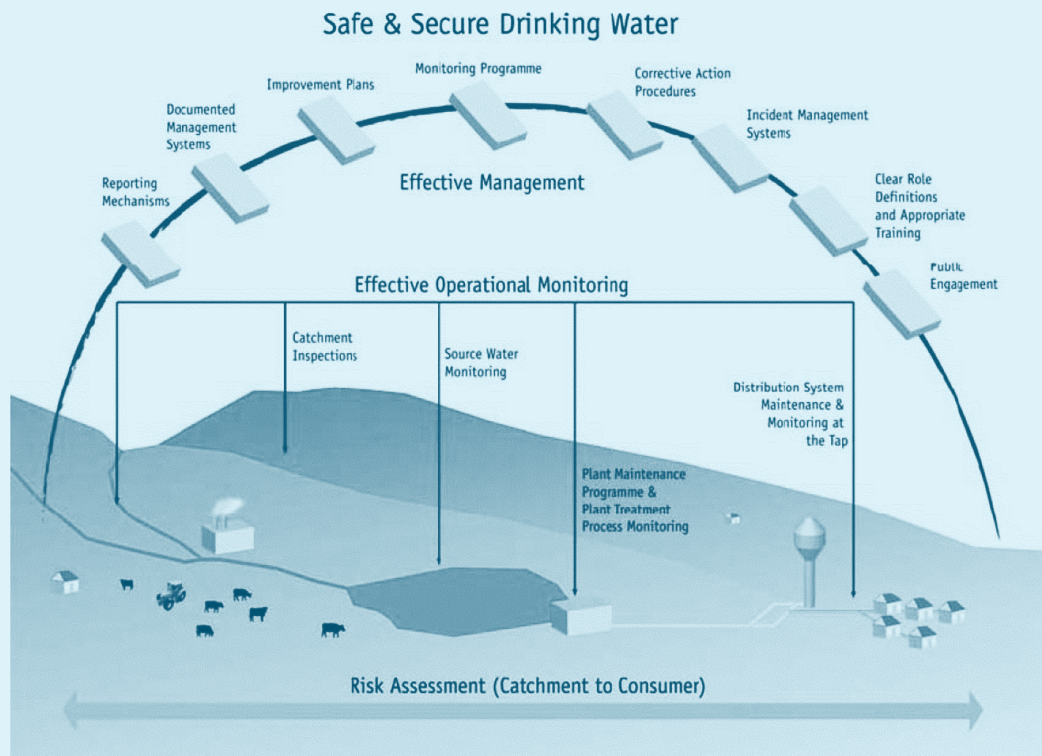 Safe & Secure Drinking Water
Monitoring Programme
Improvement Plans
Corrective Action
Procedures
Documented
Management
Systems
Incident Management
Systems
Reporting
Mechanisms
Effective Management
Clear Role
Definitions
and Appropriate
Training
Public
Engagement
Effective Operational Monitoring
Catchment
Inspections
Source Water
Monitoring
Distribution System
Maintenance &
Monitoring at
the Tap
Plant Maintenance
Programme &
Plant Treatment
Process Monitoring
Risk Assessment (Catchment to Consumer)